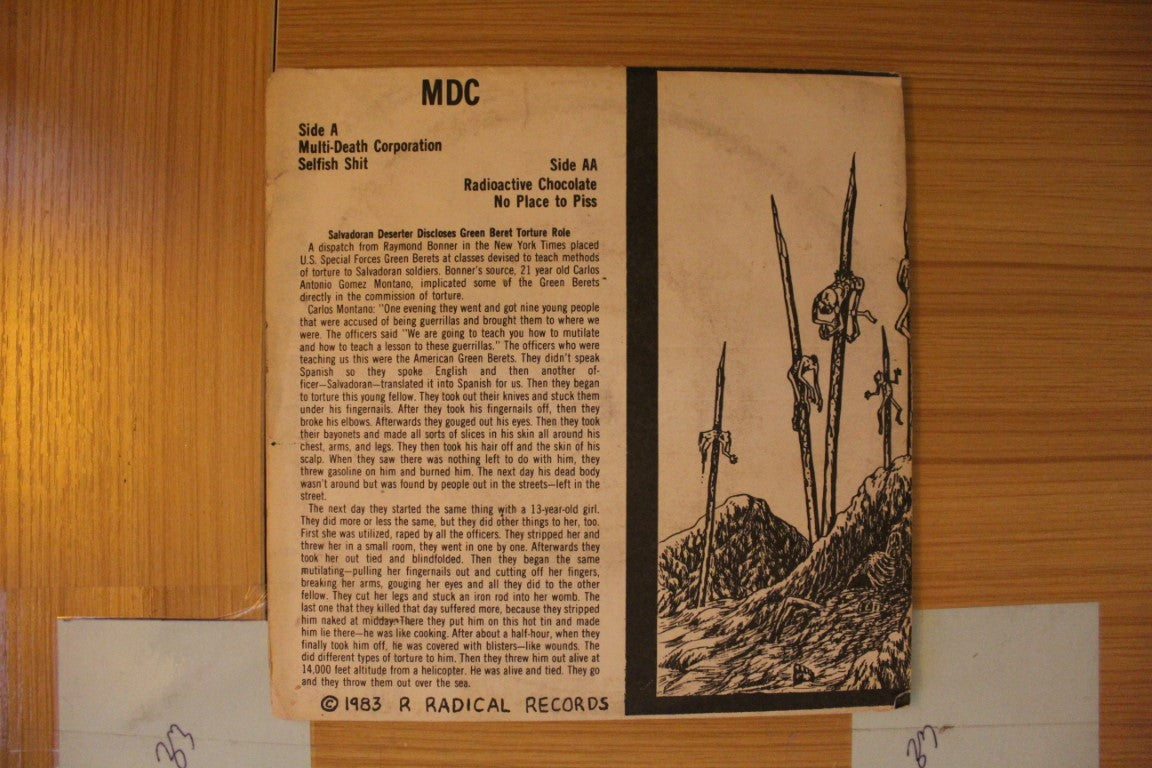 MDC
Side A
Multi-Death Corporation
Selfish Shit
Side AA
Radioactive Chocolate
No Place to Piss
Salvadoran Deserter Discloses Green Beret Torture Role
A dispatch from Raymond Bonner in the New York Times placed
U.S. Special Forces Green Berets at classes devised to teach methods
of torture to Salvadoran soldiers. Bonner's source, 21 year old Carlos
Antonio Gomez Montano, implicated some of the Green Berets
directly in the commission of torture.
Carlos Montano: "One evening they went and got nine young people
that were accused of being guerrillas and brought them to where we
were. The officers said "We are going to teach you how to mutilate
and how to teach a lesson to these guerrillas." The officers who were
teaching us this were the American Green Berets. They didn't speak
Spanish so they spoke English and then another of-
ficer—Salvadoran—translated it into Spanish for us. Then they began
to torture this young fellow. They took out their knives and stuck them
under his fingernails. After they took his fingernails off, then they
broke his elbows. Afterwards they gouged out his eyes. Then they took
their bayonets and made all sorts of slices in his skin all around his
chest, arms, and legs. They then took his hair off and the skin of his
scalp. When they saw there was nothing left to do with him, they
threw gasoline on him and burned him. The next day his dead body
wasn't around but was found by people out in the streets—left in the
street.
The next day they started the same thing with a 13-year-old girl.
They did more or less the same, but they did other things to her, too.
First she was utilized, raped by all the officers. They stripped her and
threw her in a small room, they went in one by one. Afterwards they
took her out tied and blindfolded. Then they began the same
mutilating—pulling her fingernails out and cutting off her fingers,
breaking her arms, gouging her eyes and all they did to the other
fellow. They cut her legs and stuck an iron rod into her womb. The
last one that they killed that day suffered more, because they stripped
him naked at midday. There they put him on this hot tin and made
him lie there—he was like cooking. After about a half-hour, when they
finally took him off, he was covered with blisters—like wounds. The
did different types of torture to him. Then they threw him out alive at
14,000 feet altitude from a helicopter. He was alive and tied. They go
and they throw them out over the sea.
© 1983 R RADICAL RECORDS